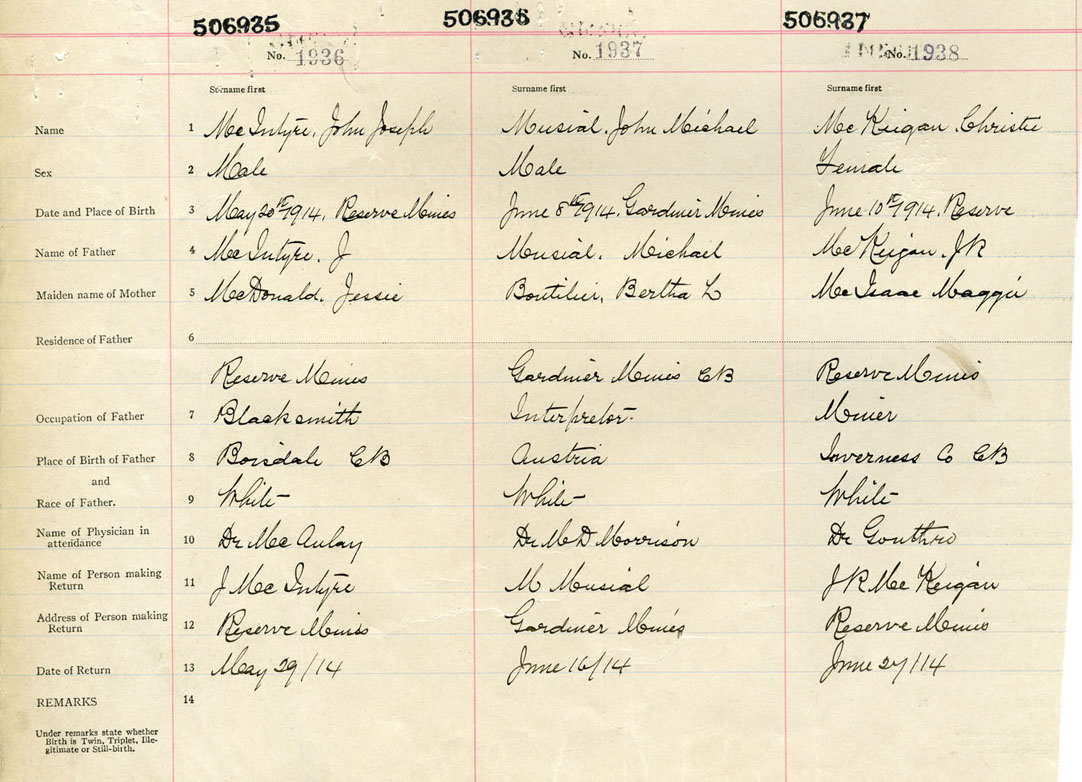 506935 506936 506937
No. 1936 No. 1937 No. 1938
Surname first Surname first Surname first
Name 1 McIntyre, John Joseph Musial, John Michael McKeigan, Christie
Sex 2 Male Male Female
Date and Place of Birth 3 May 20th 1914, Reserve Mines June 8th 1914, Gardiner Mines June 10th 1914, Reserve
Name of Father 4 McIntyre, J Musial, Michael McKeigan, JR
Maiden name of Mother 5 McDonald, Jessie Boutilier, Bertha L McIsaac Maggie
Residence of Father 6
Reserve Mines Gardiner Mines CB Reserve Mines
Occupation of Father 7 Blacksmith Interpretor Miner
Place of Birth of Father 8 Boisdale CB Austria Inverness Co CB
and
Race of Father. 9 White White White
Name of Physician in
attendance 10 Dr MacAulay Dr MD Morrison Dr Gouthro
Name of Person making
Return 11 J McIntyre M Musial JR McKeigan
Address of Person making
Return 12 Reserve Mines Gardiner Mines Reserve Mines
Date of Return 13 May 29/14 June 16/14 June 27/14
REMARKS 14
Under remarks state whether
Birth is Twin, Triplet, Ille-
gitimate or Still-birth.